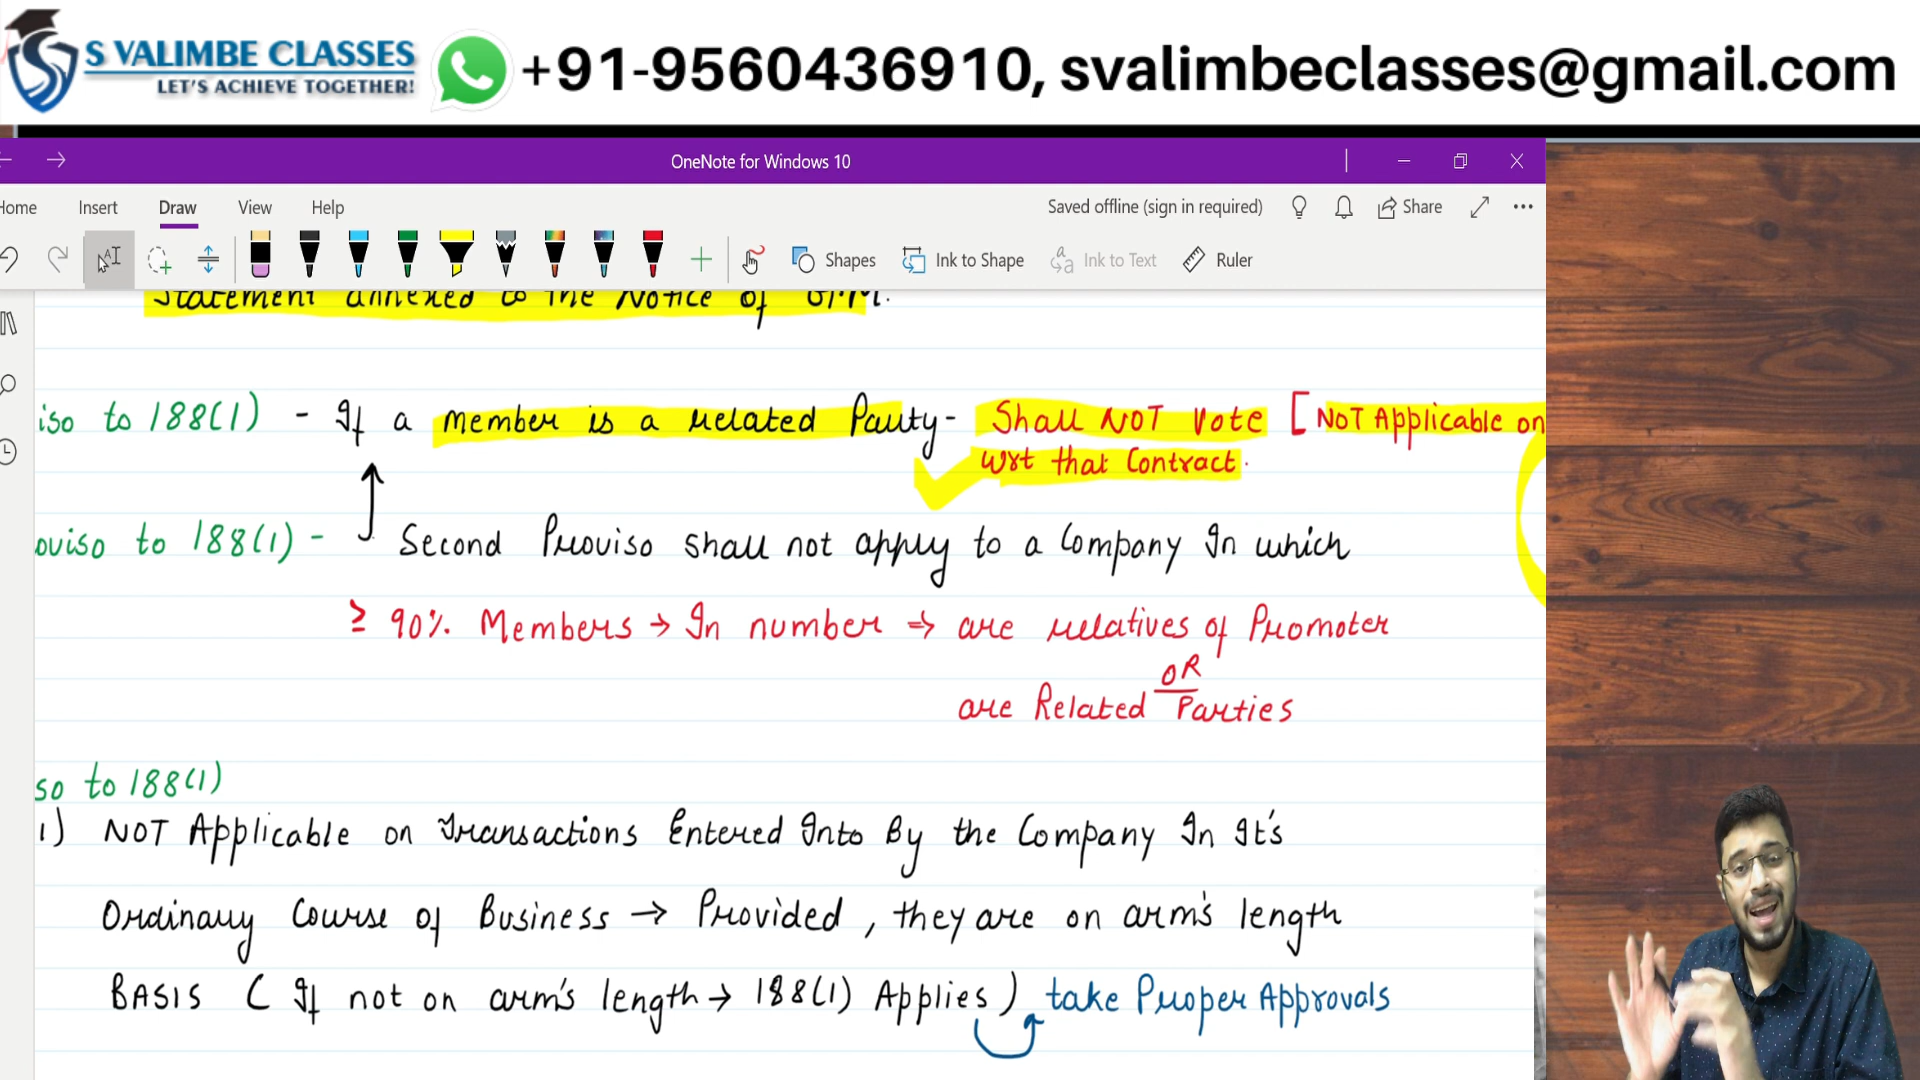 S VALIMBE CLASSES
LET'S ACHIEVE TOGETHER!
+91-9560436910, svalimbeclasses@gmail.com
OneNote for Windows 10
Home Insert Draw View Help
Saved offline (sign in required) Share
Shapes Ink to Shape Ink to Text Ruler
Statement annexed to the Notice of G.M.
iso to 188(1) - If a member is a related Party- Shall NOT Vote [NOT Applicable on
wrt that Contract.
oviso to 188(1) - Second Proviso shall not apply to a Company In which
≥ 90% Members → In number ⇒ are relatives of Promoter
OR
are Related Parties
so to 188(1)
1) NOT Applicable on Transactions Entered Into By the Company In It's
Ordinary Course of Business → Provided, they are on arm's length
BASIS ( If not on arm's length → 188(1) Applies ) take Proper Approvals